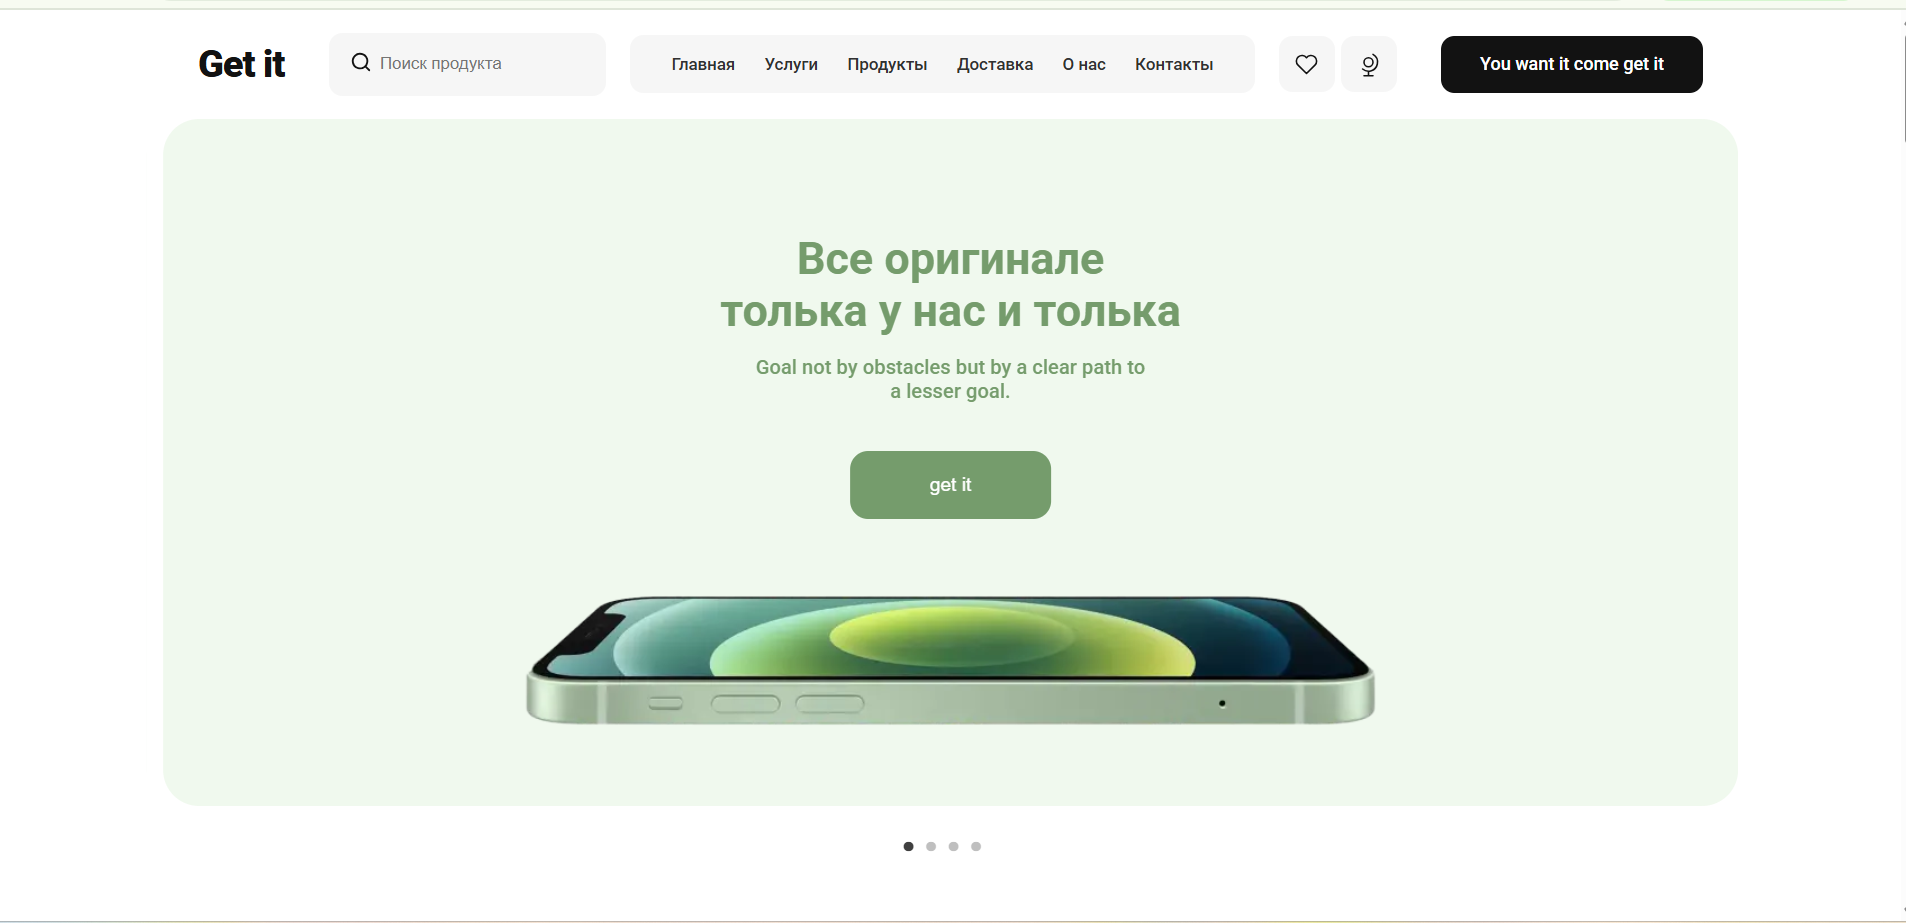 Get it
Поиск продукта
Главная Услуги Продукты Доставка О нас Контакты
You want it come get it
Все оригинале
толька у нас и толька
Goal not by obstacles but by a clear path to
a lesser goal.
get it